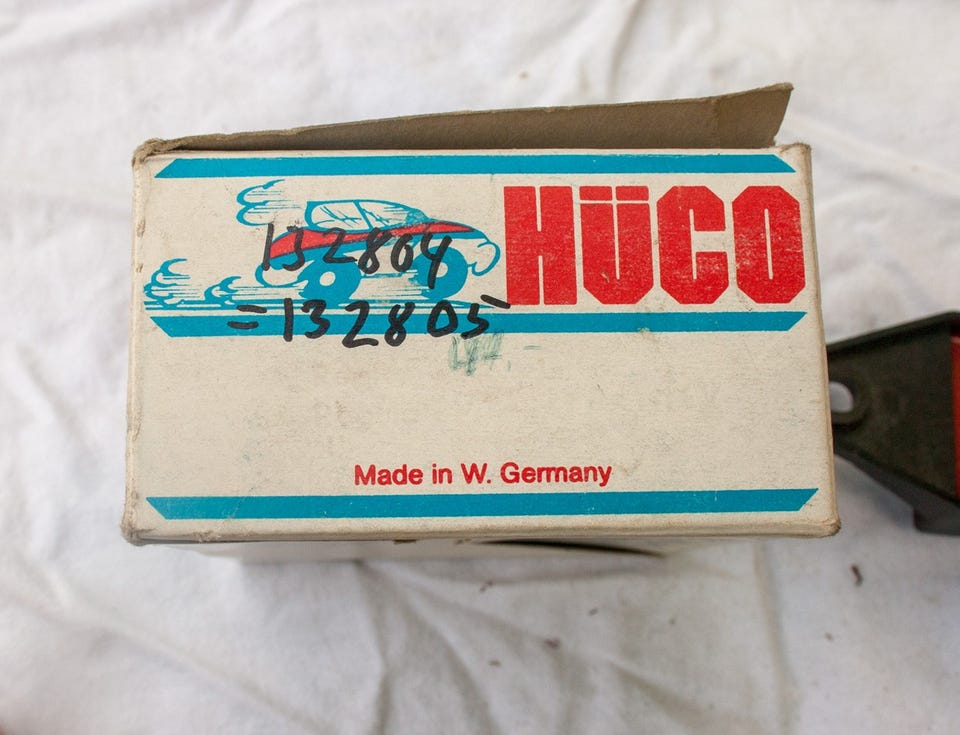 HÜCO
132804
=132805
Made in W. Germany